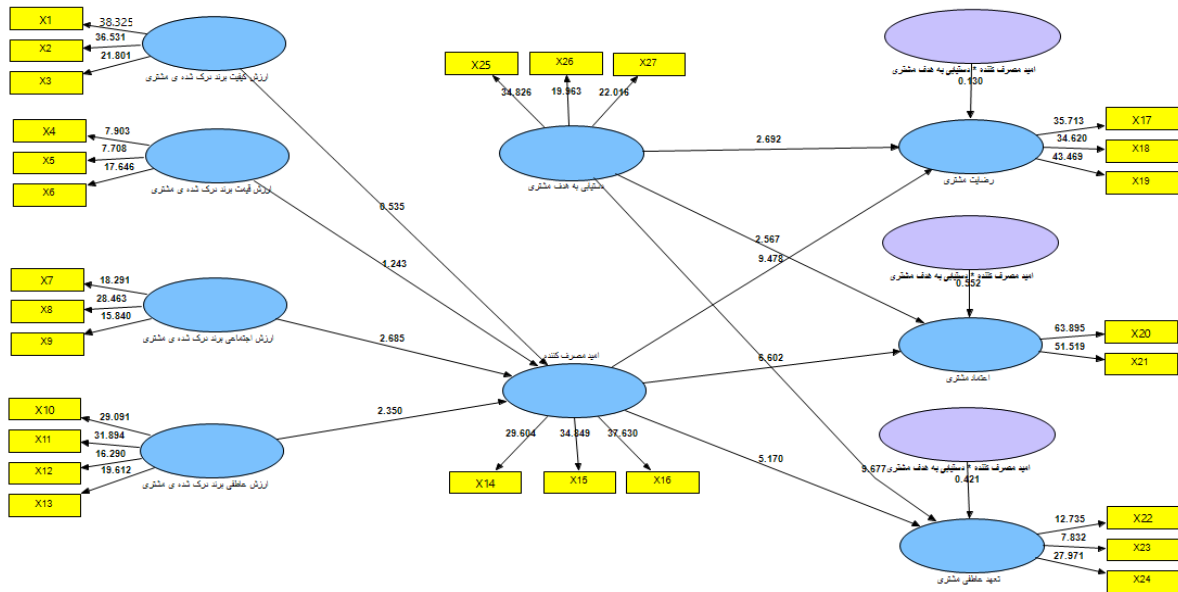 X1
38.325
X2
36.531
X3
21.801
ارزش کیفیت برند درک شده ی مشتری
X4
7.903
X5
7.708
X6
17.646
ارزش قیمت برند درک شده ی مشتری
X7
18.291
X8
28.463
X9
15.840
ارزش اجتماعی برند درک شده ی مشتری
X10
29.091
X11
31.894
X12
16.290
X13
19.612
ارزش عاطفی برند درک شده ی مشتری
0.535
1.243
2.685
2.350
X25
X26
X27
34.826
19.963
22.016
دستیابی به هدف مشتری
2.692
2.567
9.478
6.602
5.170
9.677
امید مصرف کننده
29.604
34.849
37.630
X14
X15
X16
امید مصرف کننده * دستیابی به هدف مشتری
0.130
رضایت مشتری
35.713
X17
34.620
X18
43.469
X19
امید مصرف کننده * دستیابی به هدف مشتری
0.552
اعتماد مشتری
63.895
X20
51.519
X21
امید مصرف کننده * دستیابی به هدف مشتری
0.421
تعهد عاطفی مشتری
12.735
X22
7.832
X23
27.971
X24